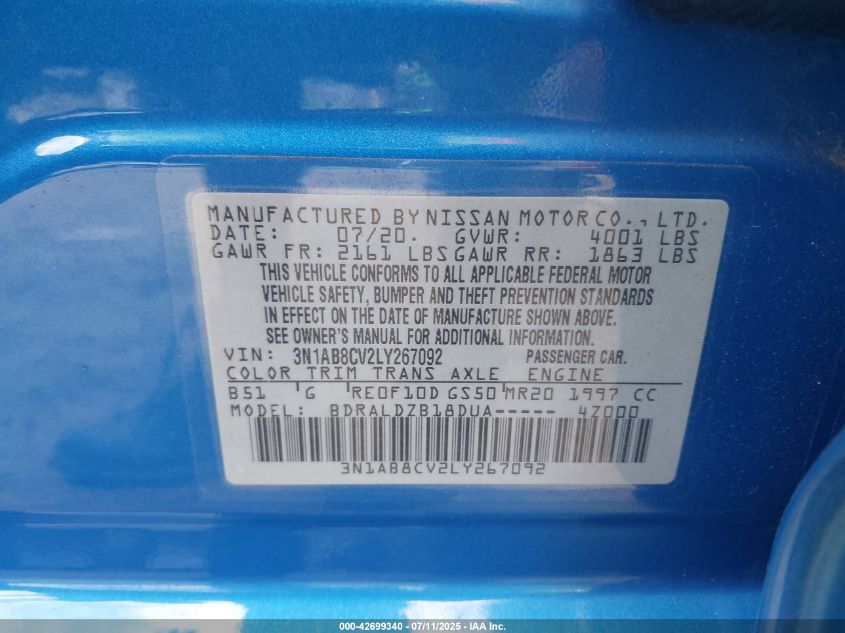 MANUFACTURED BY NISSAN MOTOR CO., LTD.
DATE: 07/20. GVWR: 4001 LBS
GAWR FR: 2161 LBS GAWR RR: 1863 LBS
THIS VEHICLE CONFORMS TO ALL APPLICABLE FEDERAL MOTOR
VEHICLE SAFETY, BUMPER AND THEFT PREVENTION STANDARDS
IN EFFECT ON THE DATE OF MANUFACTURE SHOWN ABOVE.
SEE OWNER'S MANUAL FOR ADDITIONAL INFORMATION.
VIN: 3N1AB8CV2LY267092 PASSENGER CAR.
COLOR TRIM TRANS AXLE ENGINE
B51 'G RE0F10D GS50 MR20 1997 CC
MODEL: BDRALDZB18DUA----- 4Z000
3N1AB8CV2LY267092
000-42699340 - 07/11/2025 - IAA Inc.